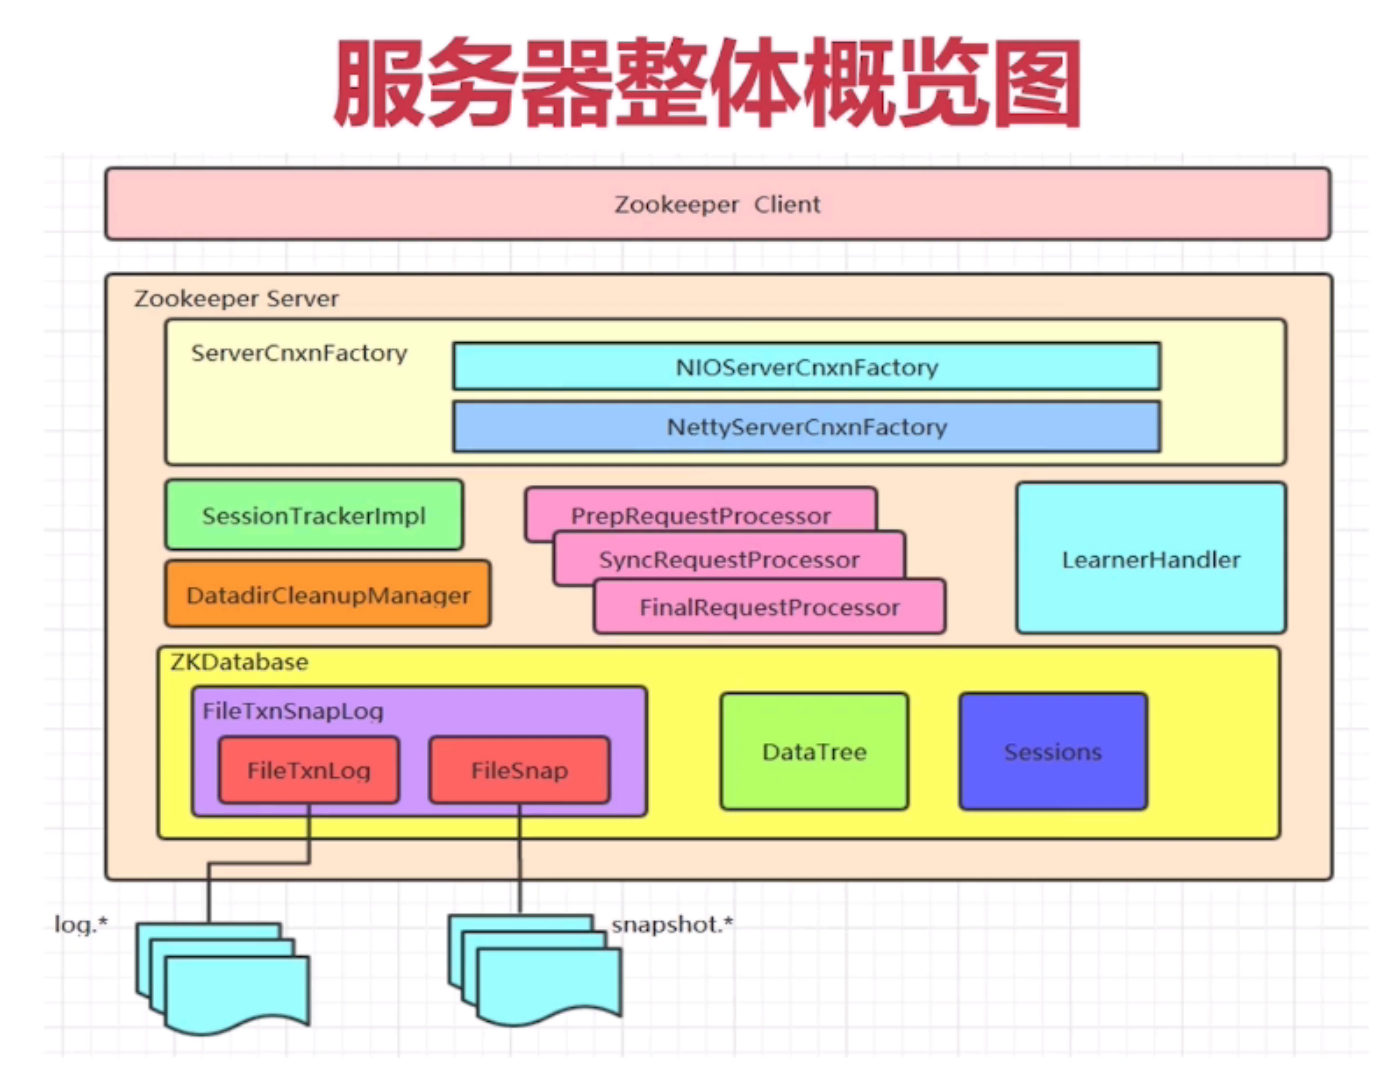 服务器整体概览图
Zookeeper Client
Zookeeper Server
ServerCnxnFactory
NIOServerCnxnFactory
NettyServerCnxnFactory
SessionTrackerImpl
PrepRequestProcessor
SyncRequestProcessor
FinalRequestProcessor
LearnerHandler
DatadirCleanupManager
ZKDatabase
FileTxnSnapLog
FileTxnLog
FileSnap
DataTree
Sessions
log.*
snapshot.*